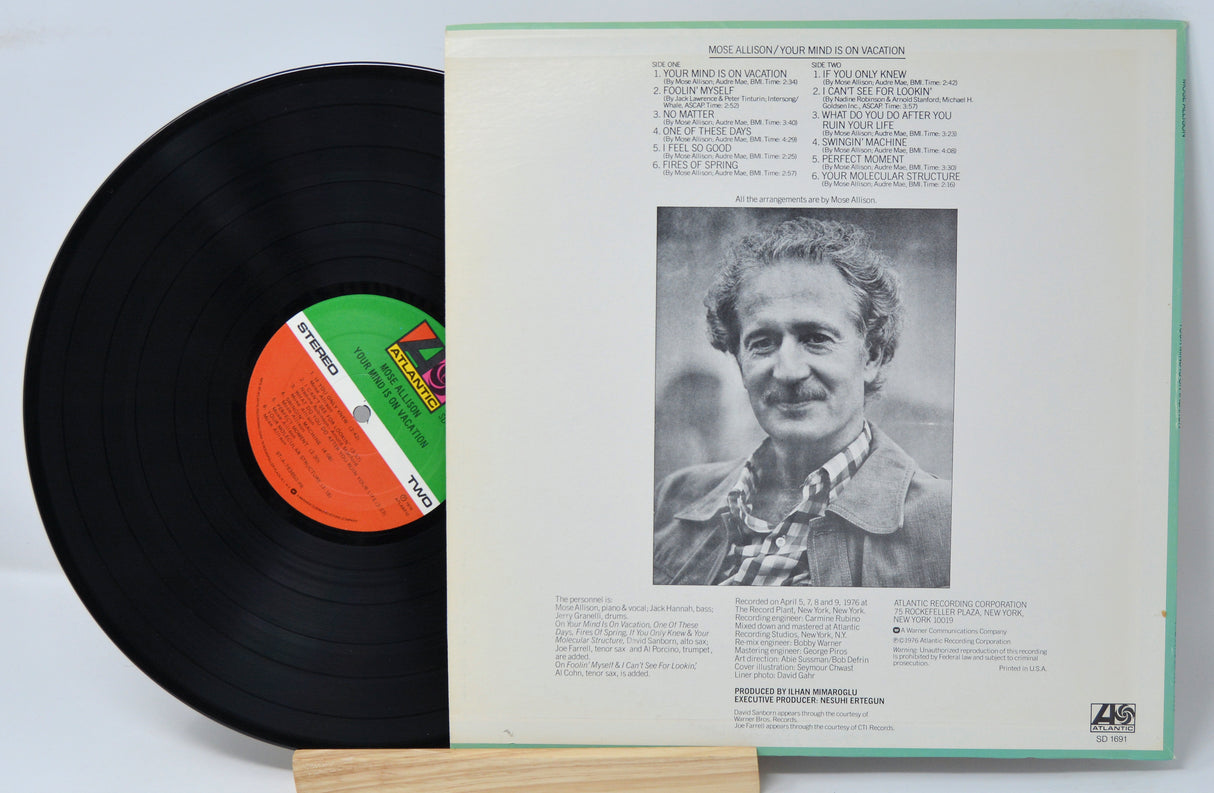 MOSE ALLISON/YOUR MIND IS ON VACATION
SIDE ONE
1. YOUR MIND IS ON VACATION
(By Mose Allison; Audre Mae, BMI. Time: 2:34)
2. FOOLIN' MYSELF
(By Jack Lawrence & Peter Tinturin; Intersong/
Whale, ASCAP. Time: 2:52)
3. NO MATTER
(By Mose Allison; Audre Mae, BMI. Time: 3:40)
4. ONE OF THESE DAYS
(By Mose Allison; Audre Mae, BMI. Time: 4:29)
5. I FEEL SO GOOD
(By Mose Allison; Audre Mae, BMI. Time: 2:25)
6. FIRES OF SPRING
(By Mose Allison; Audre Mae, BMI. Time: 2:57)
SIDE TWO
1. IF YOU ONLY KNEW
(By Mose Allison; Audre Mae, BMI. Time: 2:42)
2. I CAN'T SEE FOR LOOKIN'
(By Nadine Robinson & Arnold Stanford; Michael H.
Goldsen Inc., ASCAP. Time: 3:57)
3. WHAT DO YOU DO AFTER YOU
RUIN YOUR LIFE
(By Mose Allison; Audre Mae, BMI. Time: 3:23)
4. SWINGIN' MACHINE
(By Mose Allison; Audre Mae, BMI. Time: 4:08)
5. PERFECT MOMENT
(By Mose Allison; Audre Mae, BMI. Time: 3:30)
6. YOUR MOLECULAR STRUCTURE
(By Mose Allison; Audre Mae, BMI. Time: 2:16)
All the arrangements are by Mose Allison.
The personnel is:
Mose Allison, piano & vocal; Jack Hannah, bass;
Jerry Granelli, drums.
On Your Mind Is On Vacation, One Of These
Days, Fires Of Spring, If You Only Knew & Your
Molecular Structure, David Sanborn, alto sax;
Joe Farrell, tenor sax and Al Porcino, trumpet,
are added.
On Foolin' Myself & I Can't See For Lookin',
Al Cohn, tenor sax, is added.
Recorded on April 5, 7, 8 and 9, 1976 at
The Record Plant, New York, New York.
Recording engineer: Carmine Rubino
Mixed down and mastered at Atlantic
Recording Studios, New York, N.Y.
Re-mix engineer: Bobby Warner
Mastering engineer: George Piros
Art direction: Abie Sussman/Bob Defrin
Cover illustration: Seymour Chwast
Liner photo: David Gahr
PRODUCED BY ILHAN MIMAROGLU
EXECUTIVE PRODUCER: NESUHI ERTEGUN
David Sanborn appears through the courtesy of
Warner Bros. Records.
Joe Farrell appears through the courtesy of CTI Records.
ATLANTIC RECORDING CORPORATION
75 ROCKEFELLER PLAZA, NEW YORK,
NEW YORK 10019
A Warner Communications Company
℗©1976 Atlantic Recording Corporation
Warning: Unauthorized reproduction of this recording
is prohibited by Federal law and subject to criminal
prosecution.
Printed in U.S.A.
ATLANTIC
SD 1691
STEREO
TWO
ATLANTIC
MOSE ALLISON
YOUR MIND IS ON VACATION
SD
MOSE ALLISON